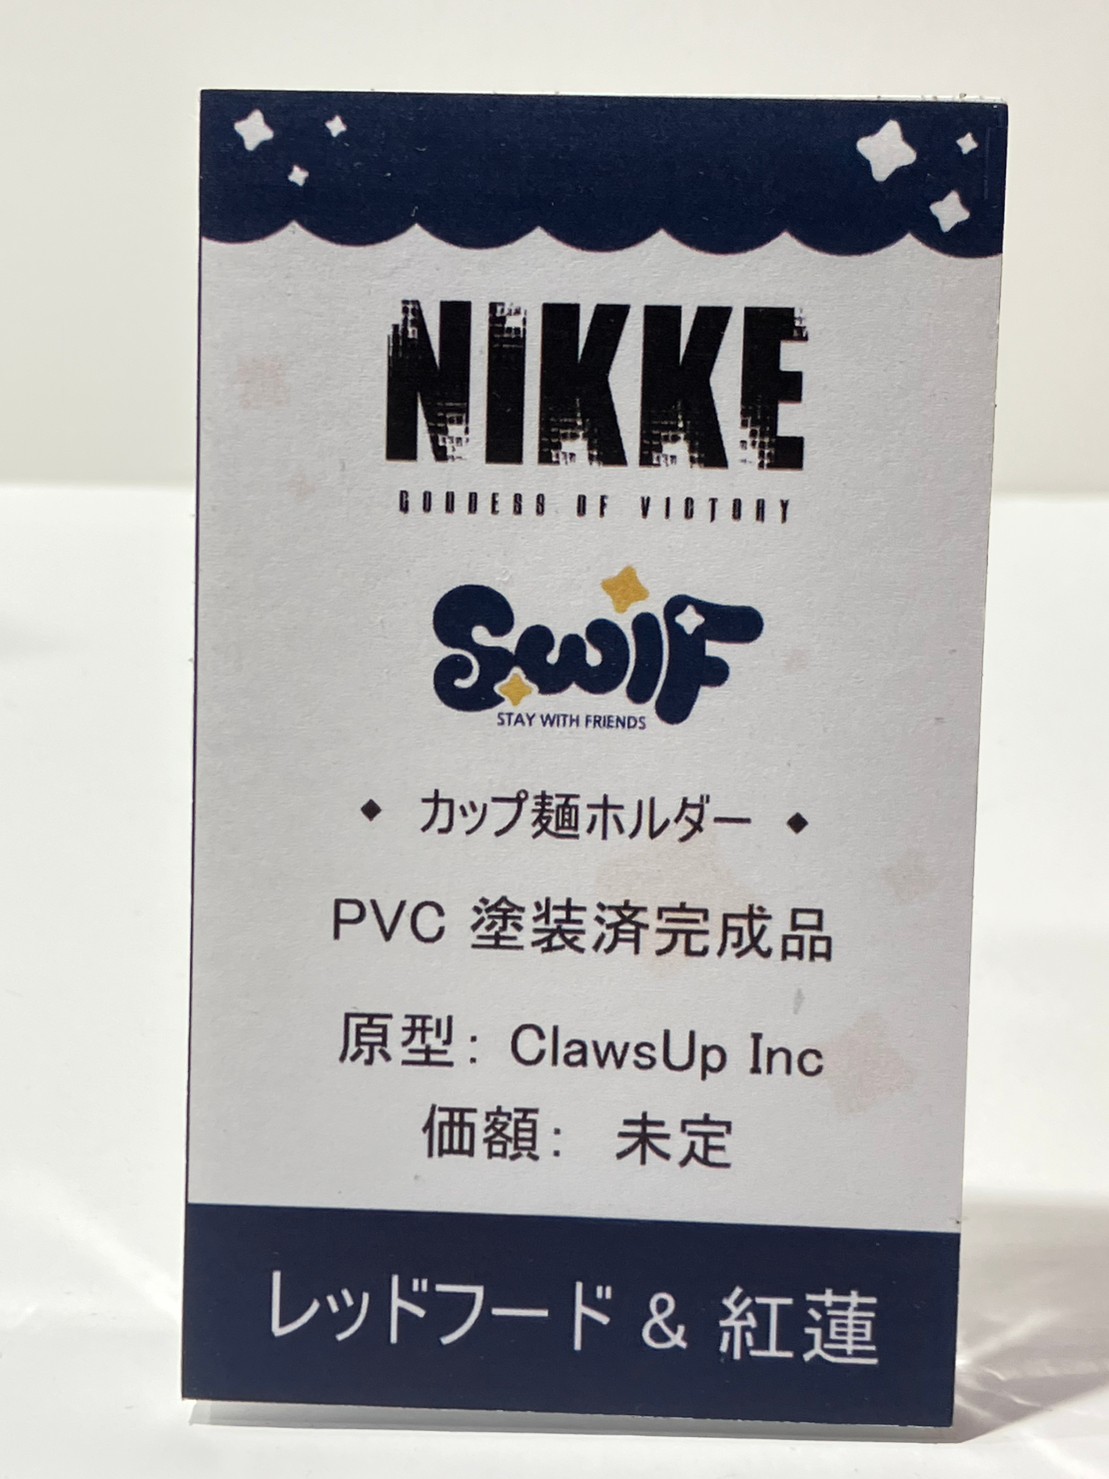 NIKKE
GODDESS OF VICTORY
S.WIF
STAY WITH FRIENDS
◆ カップ麺ホルダー ◆
PVC 塗装済完成品
原型: ClawsUp Inc
価額: 未定
レッドフード & 紅蓮